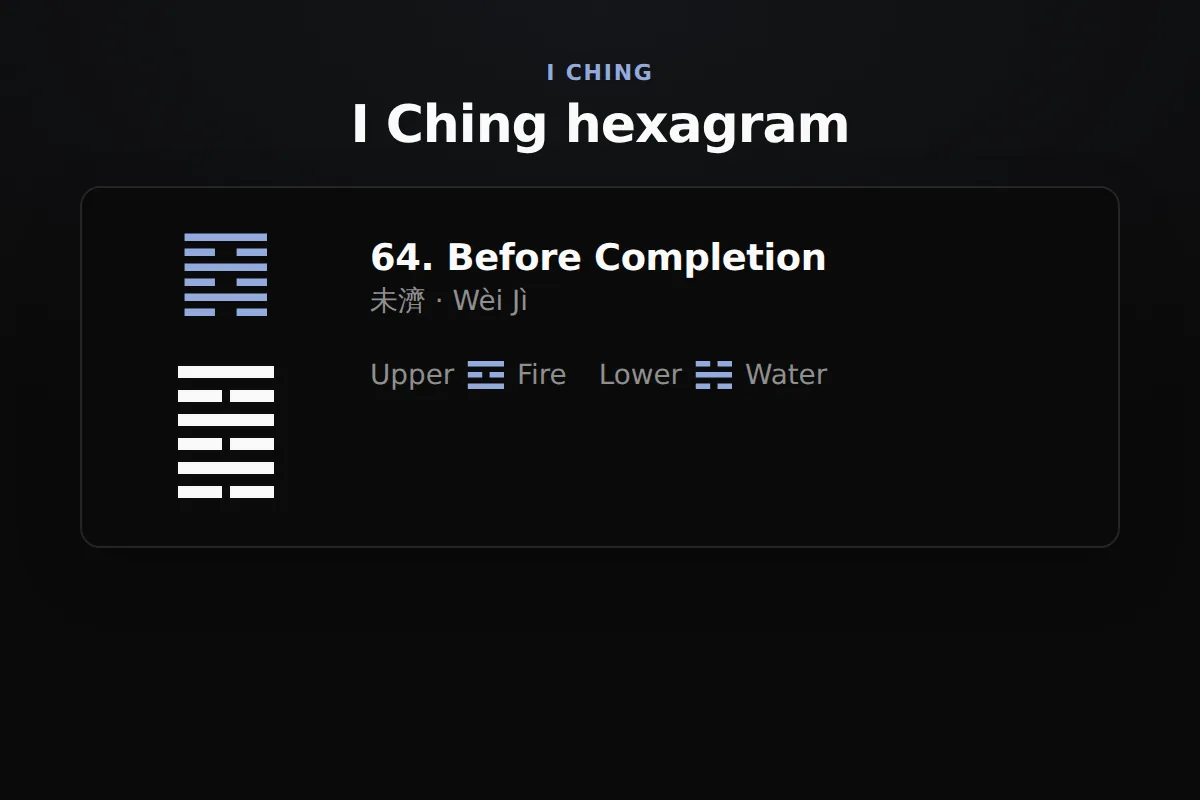 I CHING
I Ching hexagram
䷿
64. Before Completion
未濟 · Wèi Jì
Upper ☲ Fire Lower ☵ Water